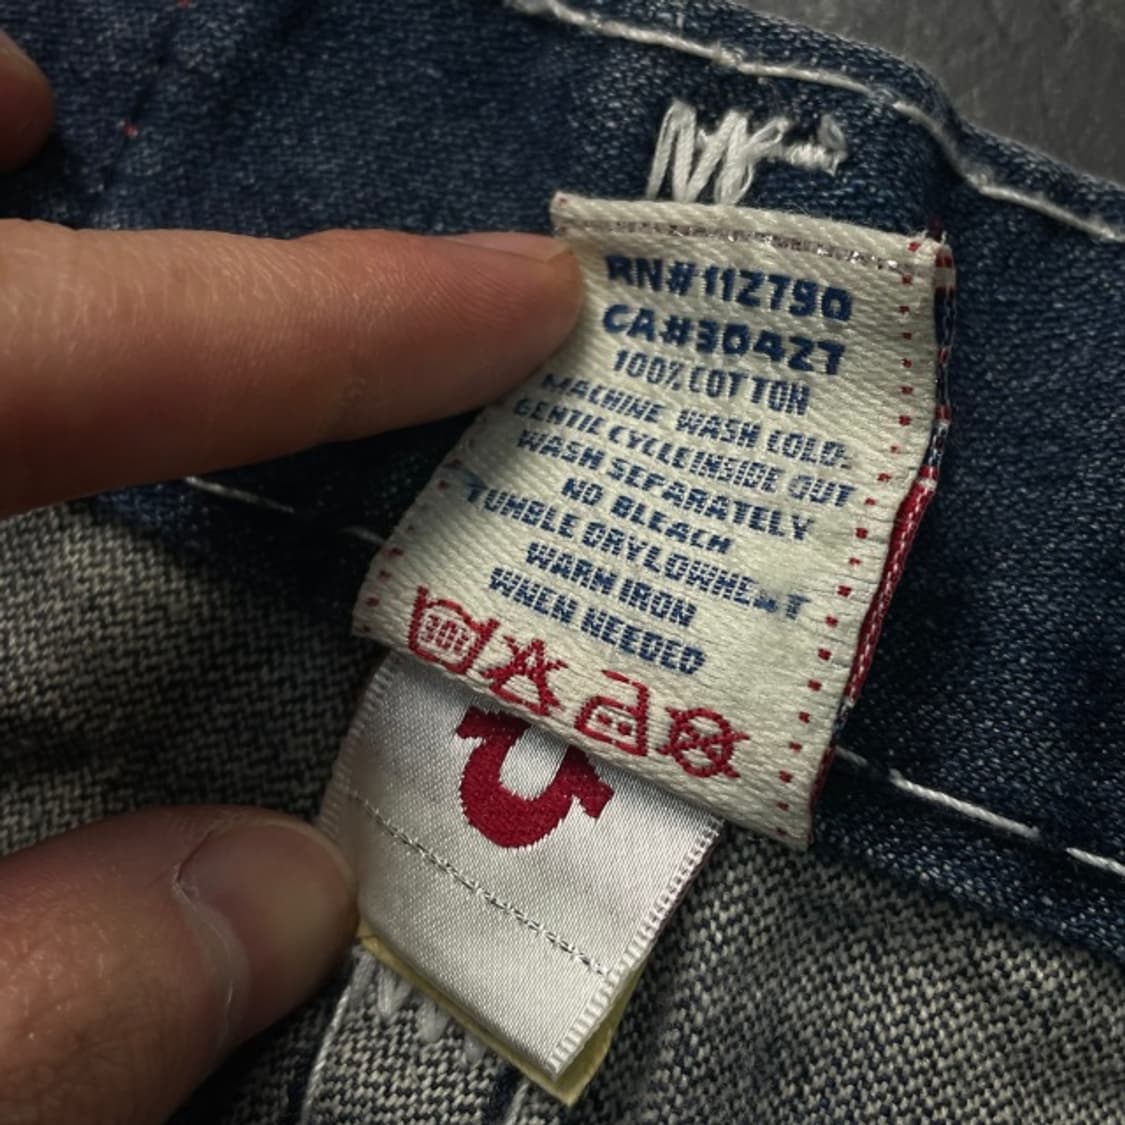 RN#112790
CA#30427
100% COTTON
MACHINE WASH COLD.
GENTLE CYCLE INSIDE OUT
WASH SEPARATELY
NO BLEACH
TUMBLE DRY LOW
WARM IRON
WHEN NEEDED
30C